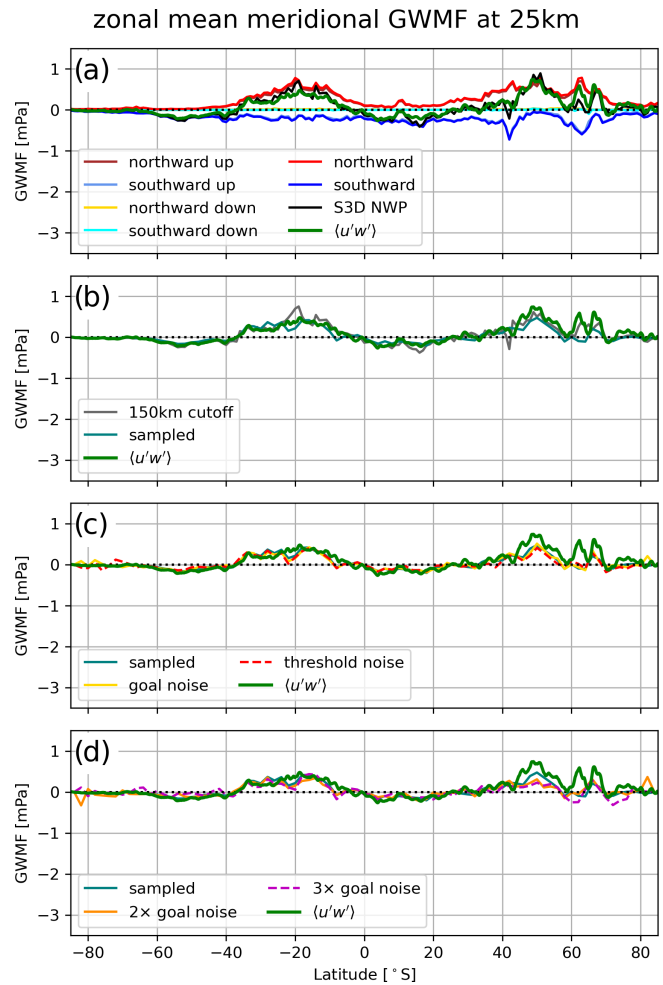 zonal mean meridional GWMF at 25km
(a)
GWMF [mPa]
1
0
−1
−2
−3
northward up
southward up
northward down
southward down
northward
southward
S3D NWP
⟨u′w′⟩
(b)
GWMF [mPa]
1
0
−1
−2
−3
150km cutoff
sampled
⟨u′w′⟩
(c)
GWMF [mPa]
1
0
−1
−2
−3
sampled
goal noise
threshold noise
⟨u′w′⟩
(d)
GWMF [mPa]
1
0
−1
−2
−3
sampled
2× goal noise
3× goal noise
⟨u′w′⟩
−80 −60 −40 −20 0 20 40 60 80
Latitude [°S]